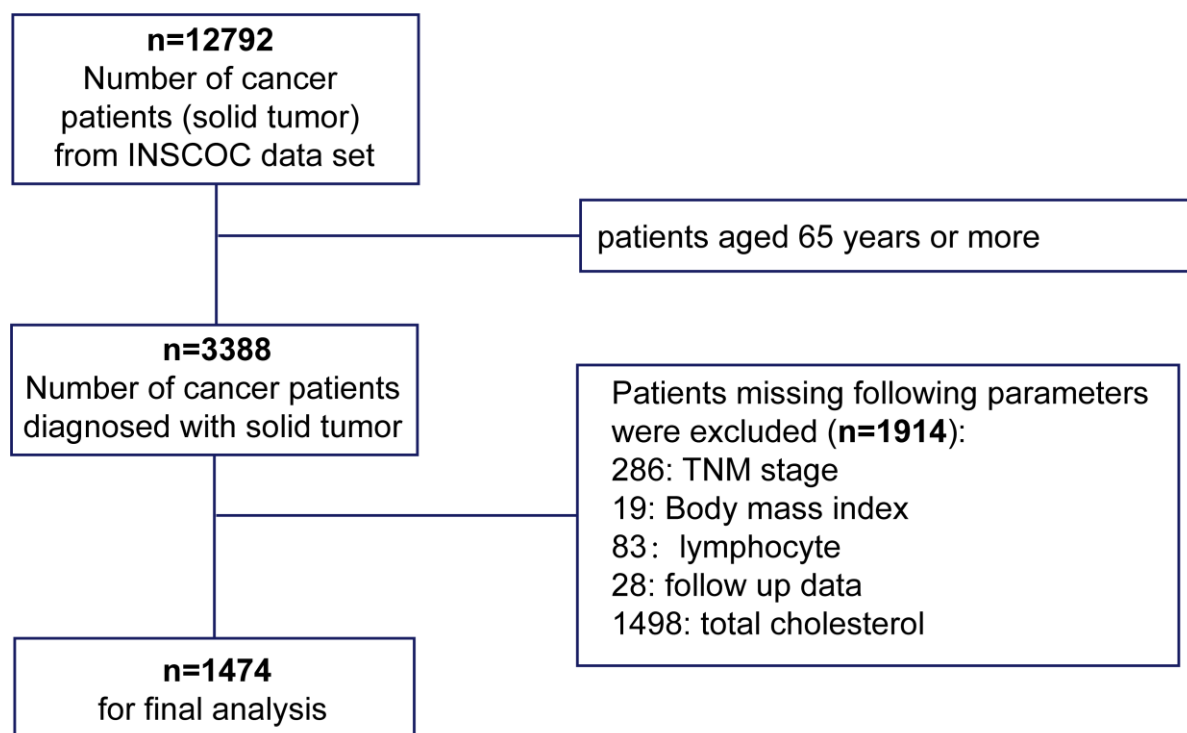 n=12792
Number of cancer
patients (solid tumor)
from INSCOC data set
patients aged 65 years or more
n=3388
Number of cancer patients
diagnosed with solid tumor
Patients missing following parameters
were excluded (n=1914):
286: TNM stage
19: Body mass index
83： lymphocyte
28: follow up data
1498: total cholesterol
n=1474
for final analysis